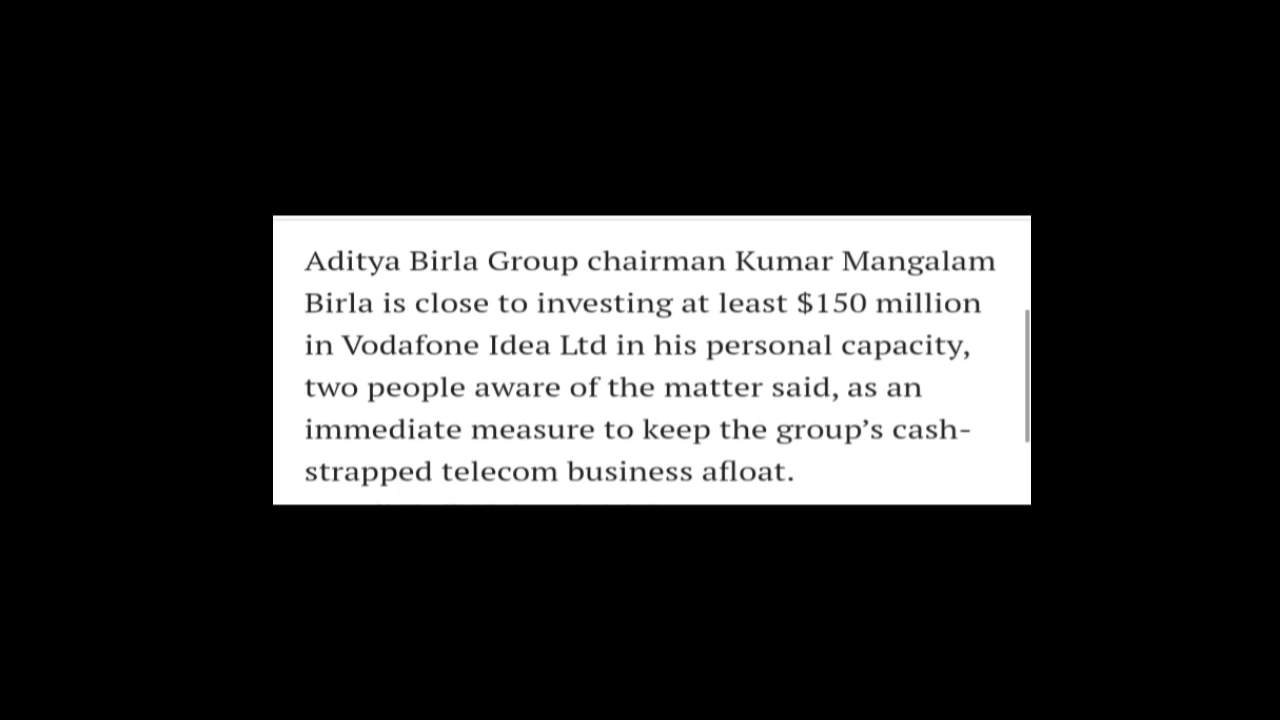 Aditya Birla Group chairman Kumar Mangalam
Birla is close to investing at least $150 million
in Vodafone Idea Ltd in his personal capacity,
two people aware of the matter said, as an
immediate measure to keep the group’s cash-
strapped telecom business afloat.